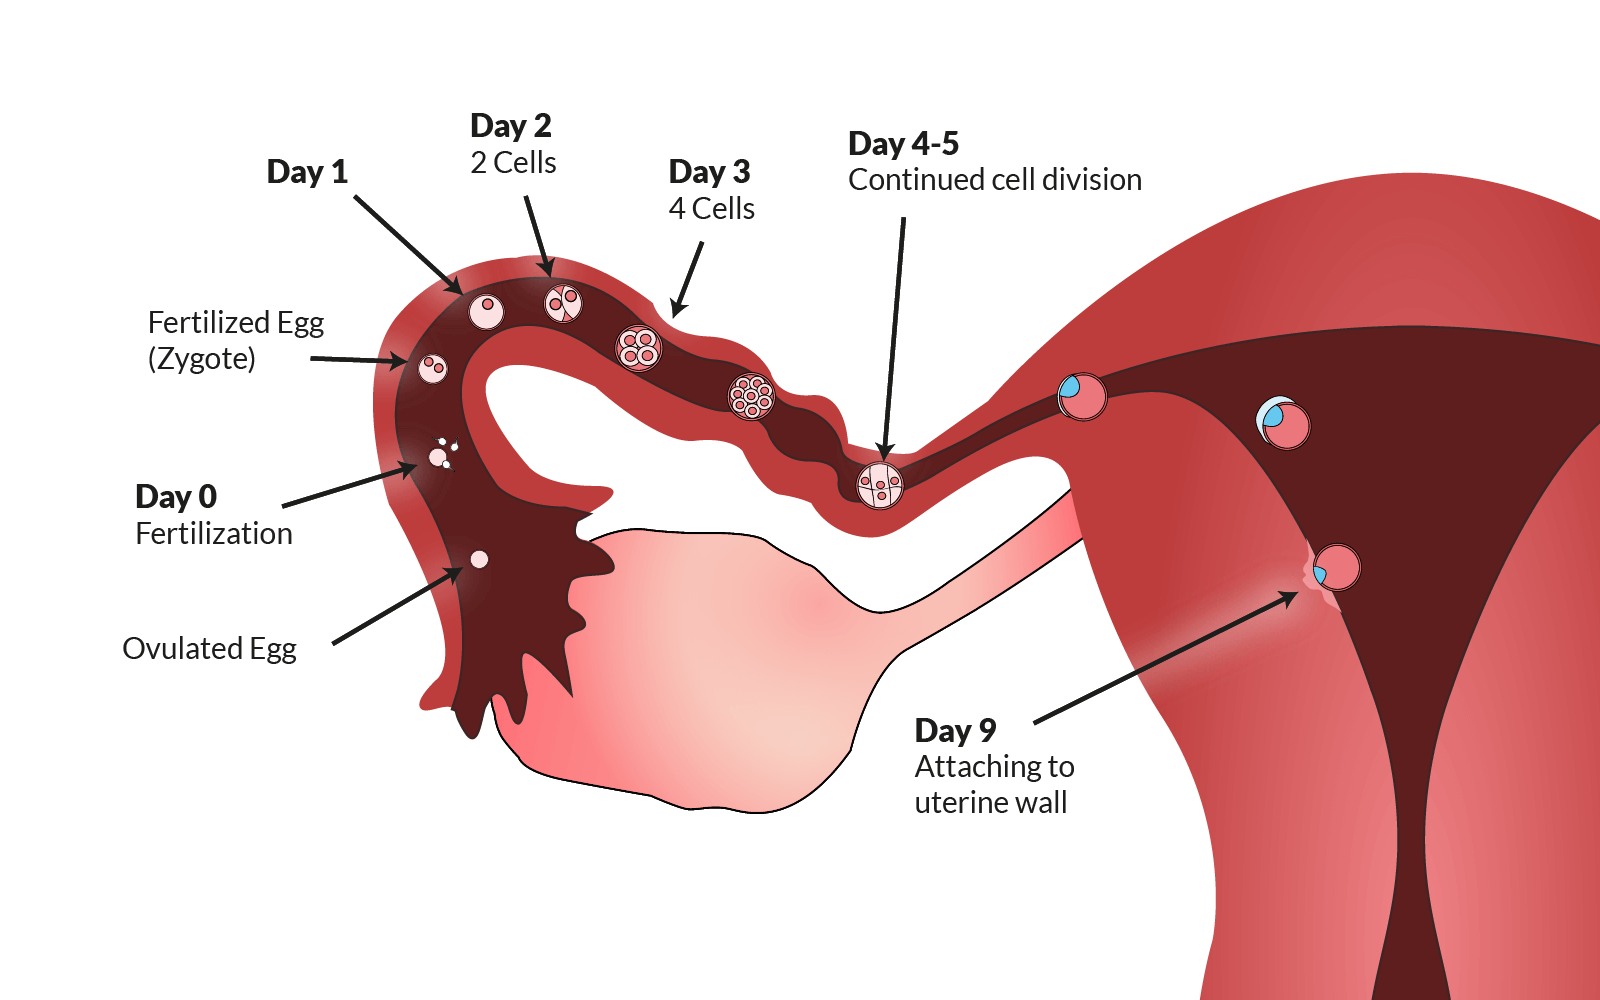 Day 2
2 Cells
Day 1
Day 3
4 Cells
Day 4-5
Continued cell division
Fertilized Egg
(Zygote)
Day 0
Fertilization
Ovulated Egg
Day 9
Attaching to
uterine wall